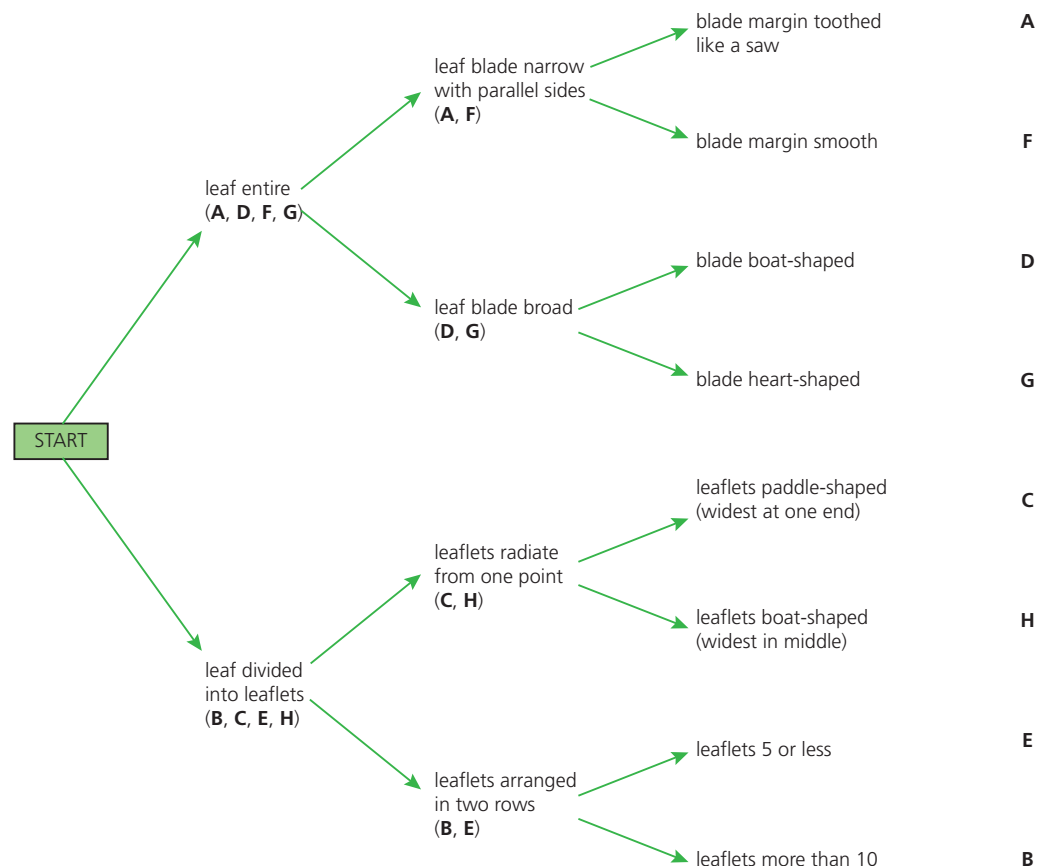 blade margin toothed
like a saw
A
leaf blade narrow
with parallel sides
(A, F)
blade margin smooth
F
leaf entire
(A, D, F, G)
blade boat-shaped
D
leaf blade broad
(D, G)
blade heart-shaped
G
START
leaflets paddle-shaped
(widest at one end)
C
leaflets radiate
from one point
(C, H)
leaflets boat-shaped
(widest in middle)
H
leaf divided
into leaflets
(B, C, E, H)
leaflets 5 or less
E
leaflets arranged
in two rows
(B, E)
leaflets more than 10
B